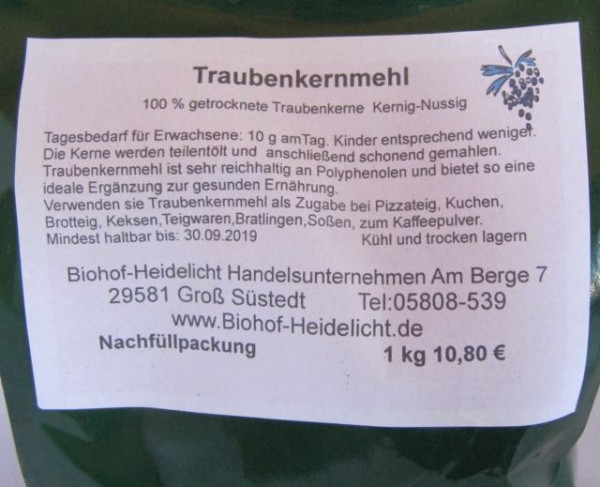 Traubenkernmehl
100 % getrocknete Traubenkerne Kernig-Nussig
Tagesbedarf für Erwachsene: 10 g amTag. Kinder entsprechend weniger.
Die Kerne werden teilentölt und anschließend schonend gemahlen.
Traubenkernmehl ist sehr reichhaltig an Polyphenolen und bietet so eine
ideale Ergänzung zur gesunden Ernährung.
Verwenden sie Traubenkernmehl als Zugabe bei Pizzateig, Kuchen,
Brotteig, Keksen,Teigwaren,Bratlingen,Soßen, zum Kaffeepulver.
Mindest haltbar bis: 30.09.2019 Kühl und trocken lagern
Biohof-Heidelicht Handelsunternehmen Am Berge 7
29581 Groß Süstedt Tel:05808-539
www.Biohof-Heidelicht.de
Nachfüllpackung 1 kg 10,80 €